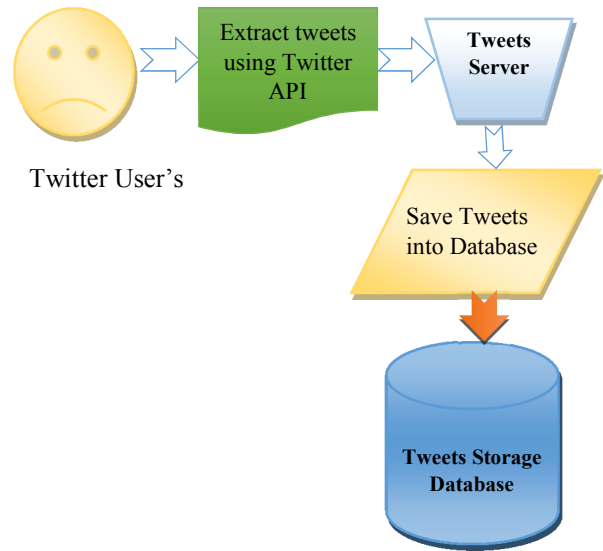 Extract tweets
using Twitter
API
Tweets
Server
Twitter User's
Save Tweets
into Database
Tweets Storage
Database